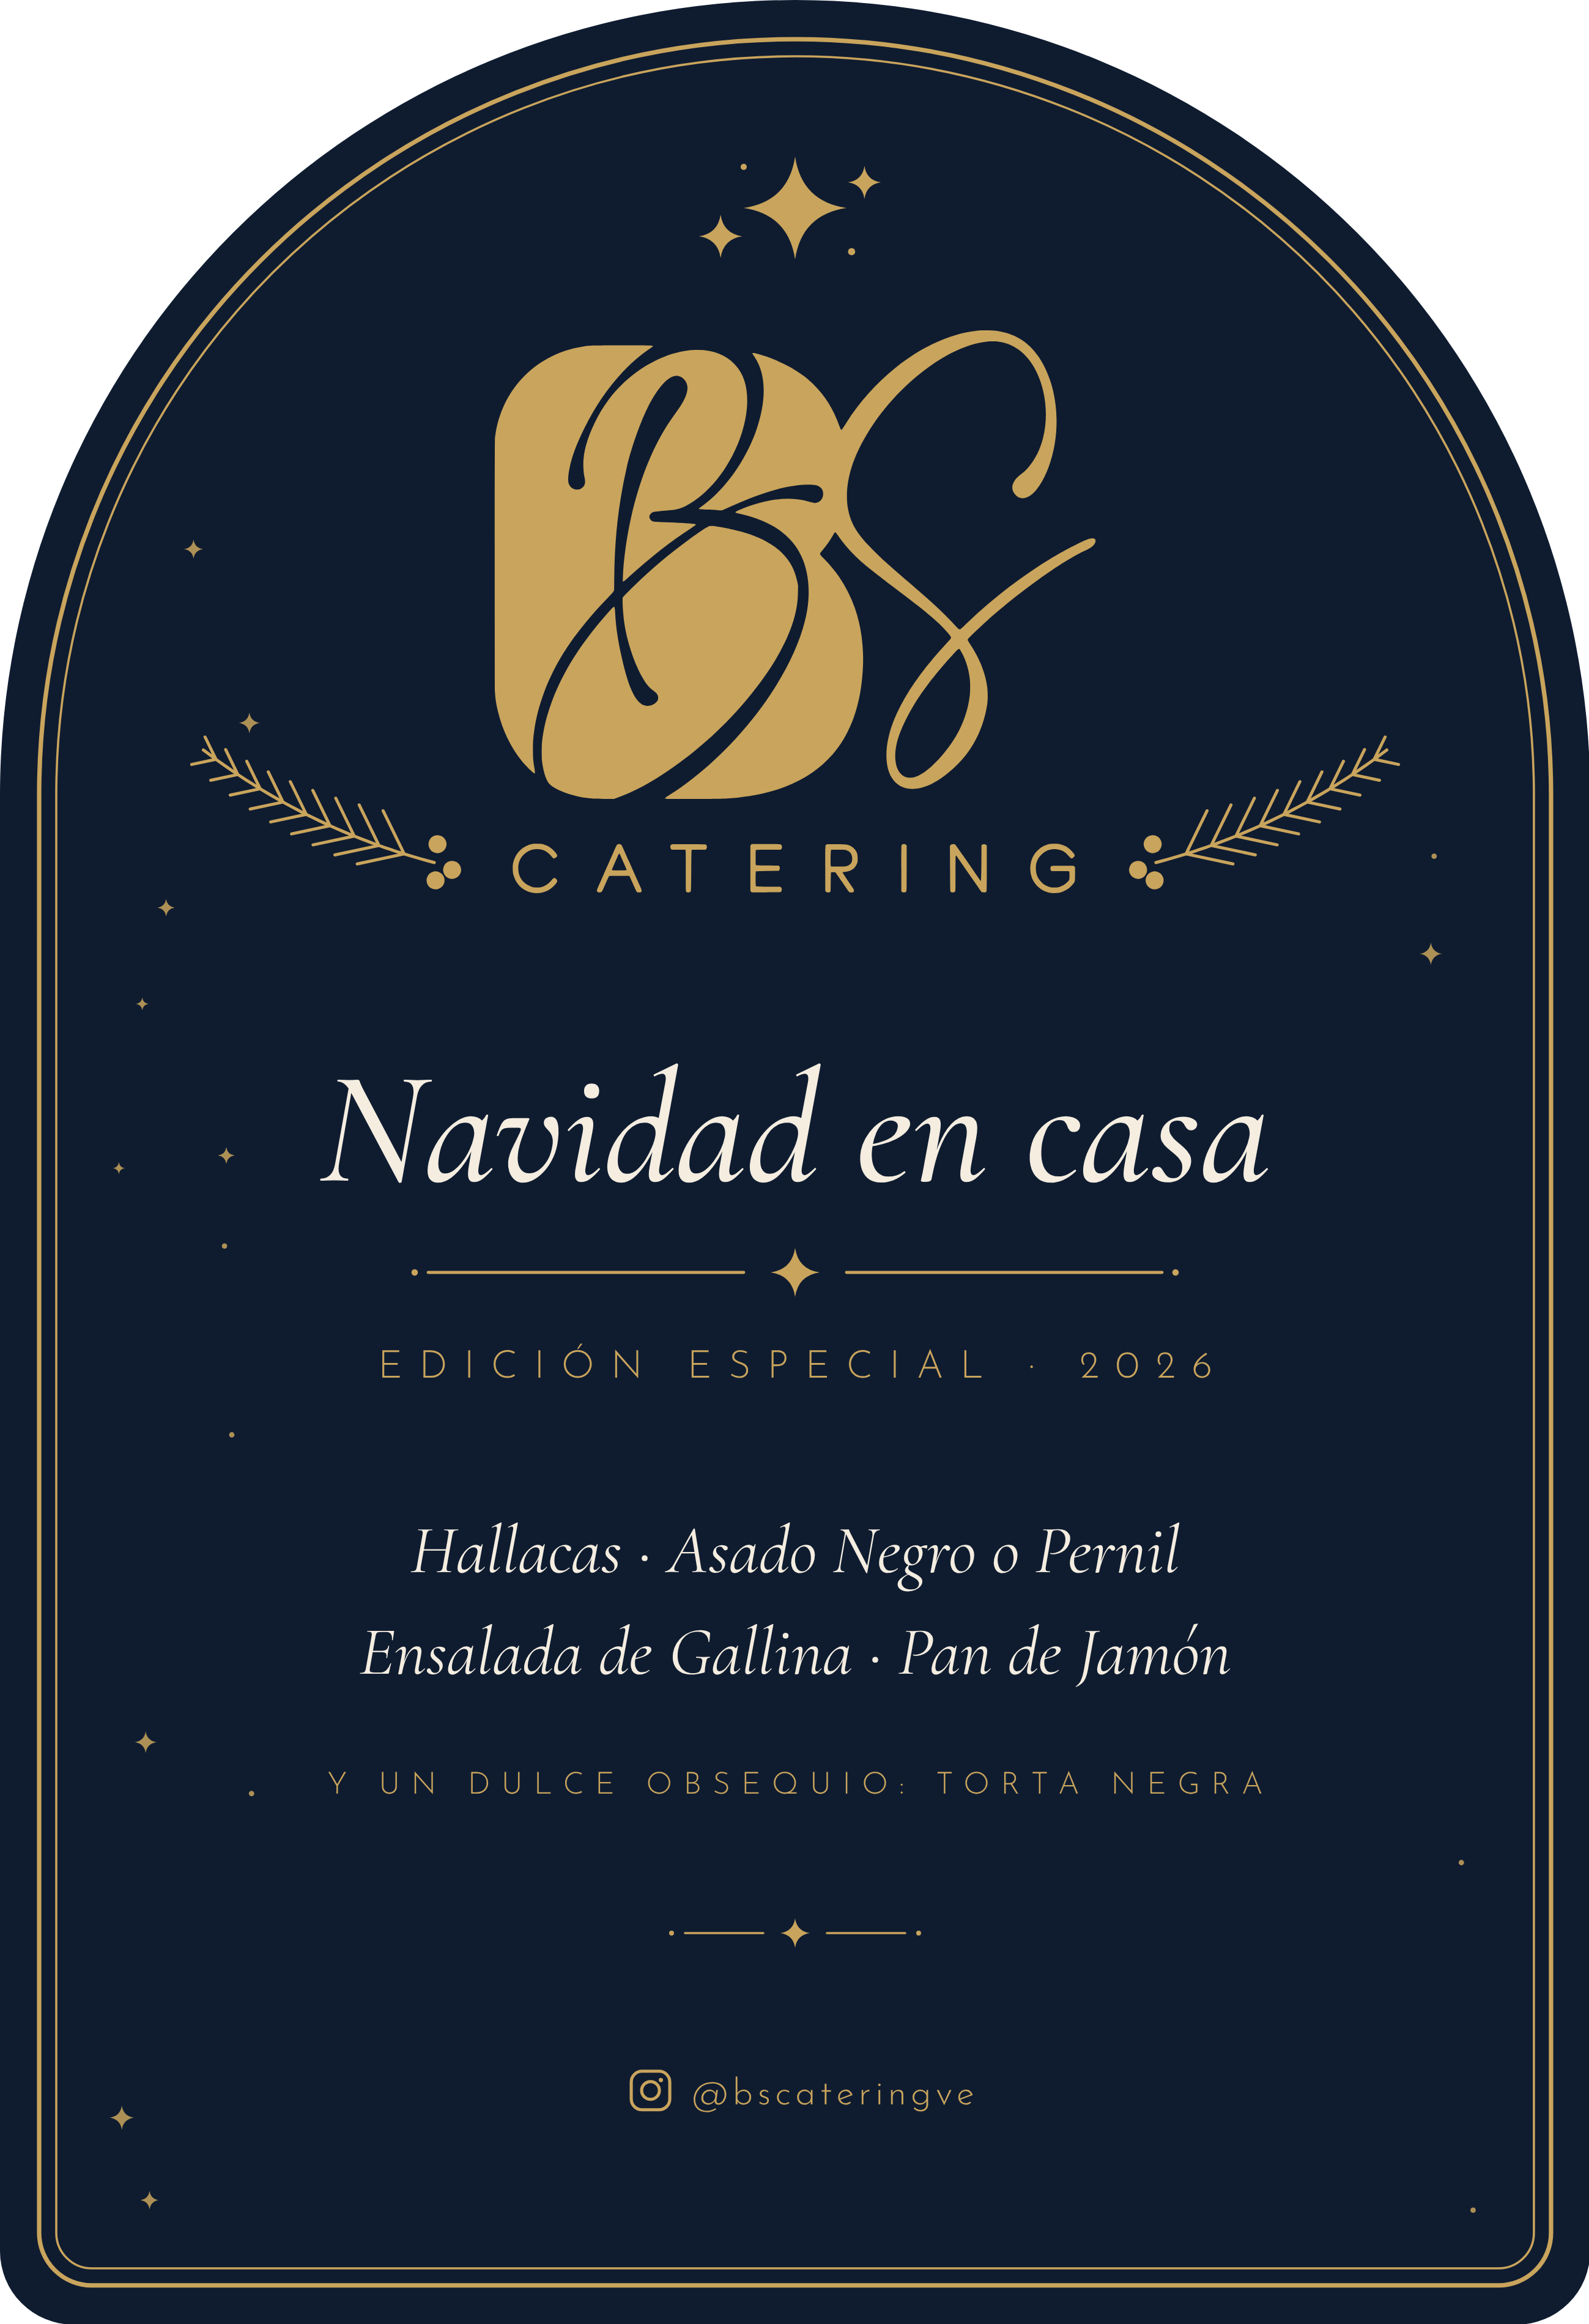 BS
CATERING
Navidad en casa
EDICIÓN ESPECIAL · 2026
Hallacas · Asado Negro o Pernil
Ensalada de Gallina · Pan de Jamón
Y UN DULCE OBSEQUIO: TORTA NEGRA
@bscateringve